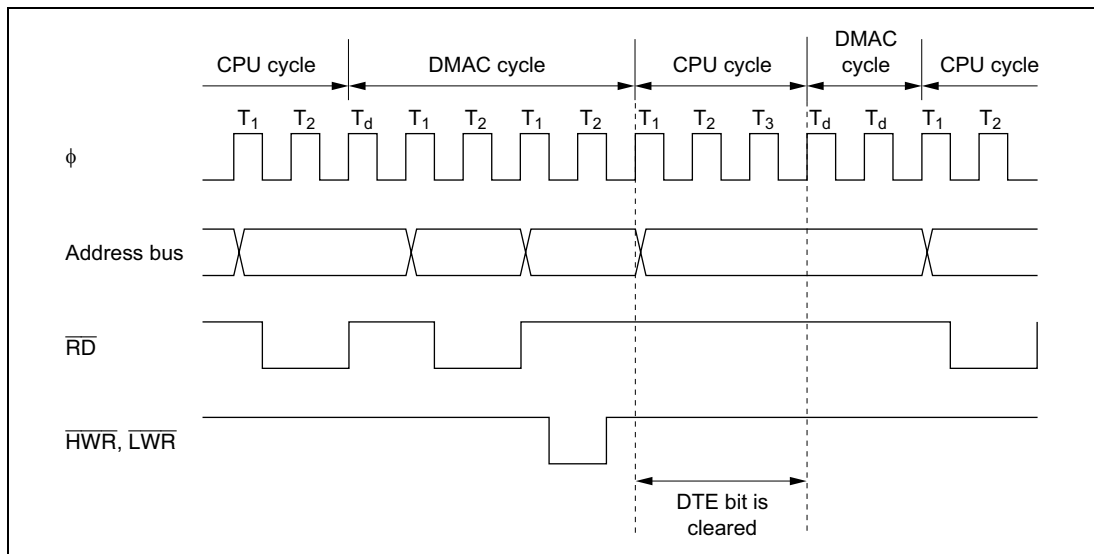 DMAC
CPU cycle DMAC cycle CPU cycle cycle CPU cycle
T1 T2 Td T1 T2 T1 T2 T1 T2 T3 Td Td T1 T2
ϕ
Address bus
RD
HWR, LWR
DTE bit is
cleared